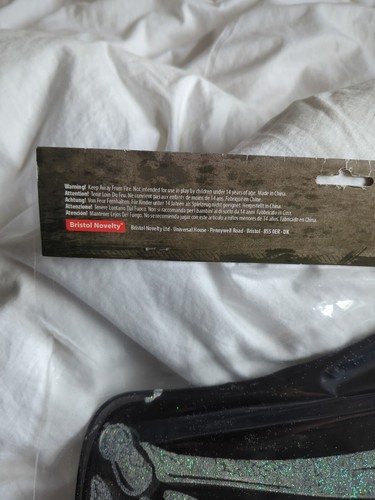 Warning! Keep Away From Fire. Not intended for use in play by children under 14 years of age. Made in China.
Attention! Tenir Loin Du Feu. Ne convient pas aux enfants de moins de 14 ans. Fabriqué en Chine.
Achtung! Von Feuer Fernhalten. Für Kinder unter 14 Jahren als Spielzeug nicht geeignet. Hergestellt in China.
Attenzione! Tenere Lontano Dal Fuoco. Non si raccomanda per i bambini al di sotto da 14 anni. Fabbricato in Cina.
Atención! Mantener Lejos Del Fuego. No se recomienda jugar con este artículo a niños menores de 14 años. Fabricado en China.
Bristol Novelty Bristol Novelty Ltd · Universal House · Pennywell Road · Bristol · BS5 0ER · UK